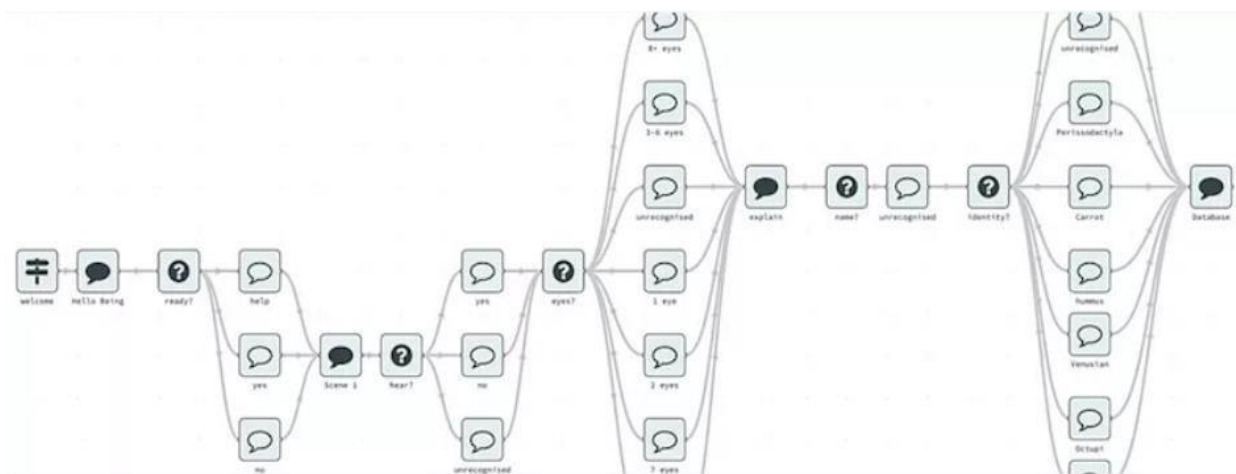 8+ eyes
unrecognised
3-6 eyes
Perissodactyla
unrecognised
explain
name?
unrecognised
identity?
Carrot
Database
welcome
Hello Being
ready?
help
yes
eyes?
1 eye
hummus
yes
Scene 1
hear?
no
2 eyes
Venusian
no
unrecognised
7 eyes
Octupi